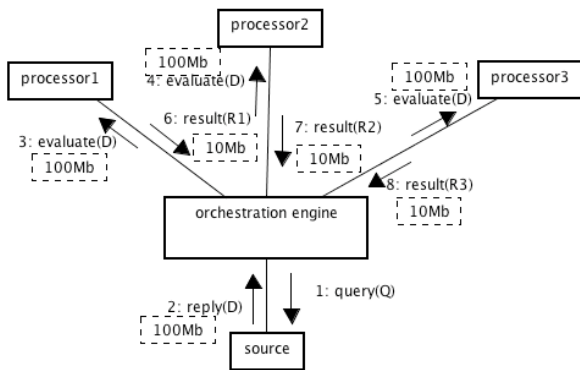 processor2
100Mb
4: evaluate(D)
processor1
processor3
100Mb
5: evaluate(D)
6: result(R1)
10Mb
7: result(R2)
10Mb
3: evaluate(D)
100Mb
8: result(R3)
10Mb
orchestration engine
2: reply(D)
100Mb
1: query(Q)
source